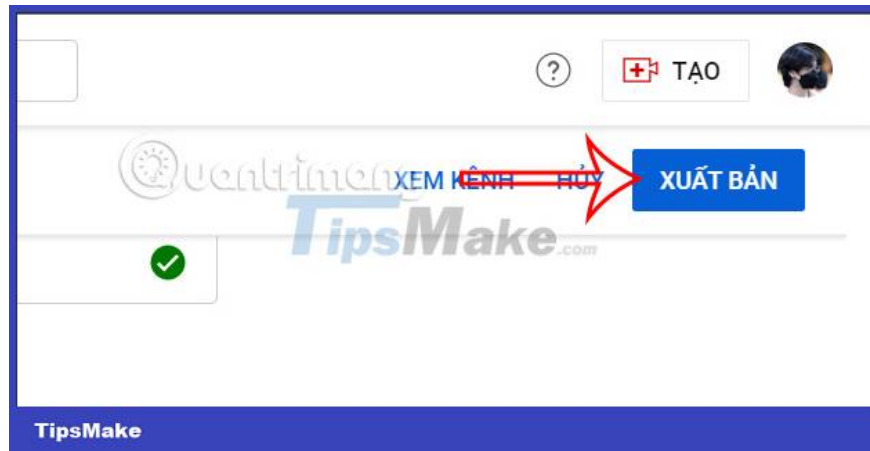 TẠO
Quantrimang
XEM KÊNH HỦY XUẤT BẢN
TipsMake.com
TipsMake